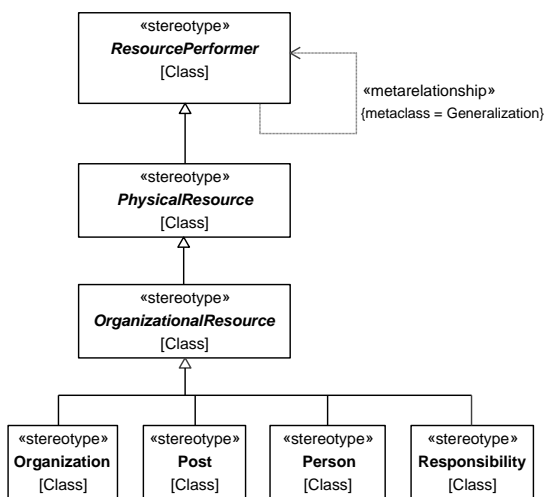 «stereotype»
ResourcePerformer
[Class]
«metarelationship»
{metaclass = Generalization}
«stereotype»
PhysicalResource
[Class]
«stereotype»
OrganizationalResource
[Class]
«stereotype»
Organization
[Class]
«stereotype»
Post
[Class]
«stereotype»
Person
[Class]
«stereotype»
Responsibility
[Class]